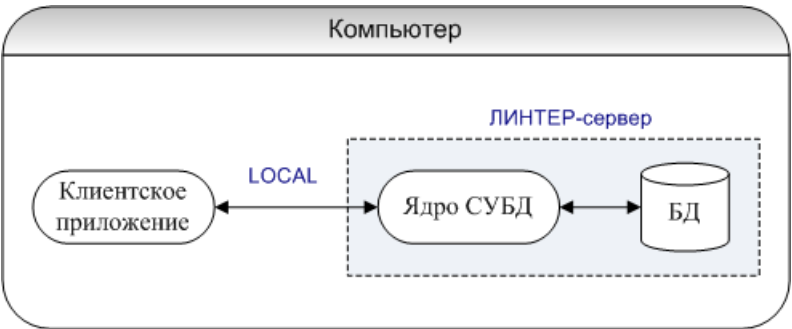 Компьютер
ЛИНТЕР-сервер
LOCAL
Клиентское
приложение
Ядро СУБД
БД